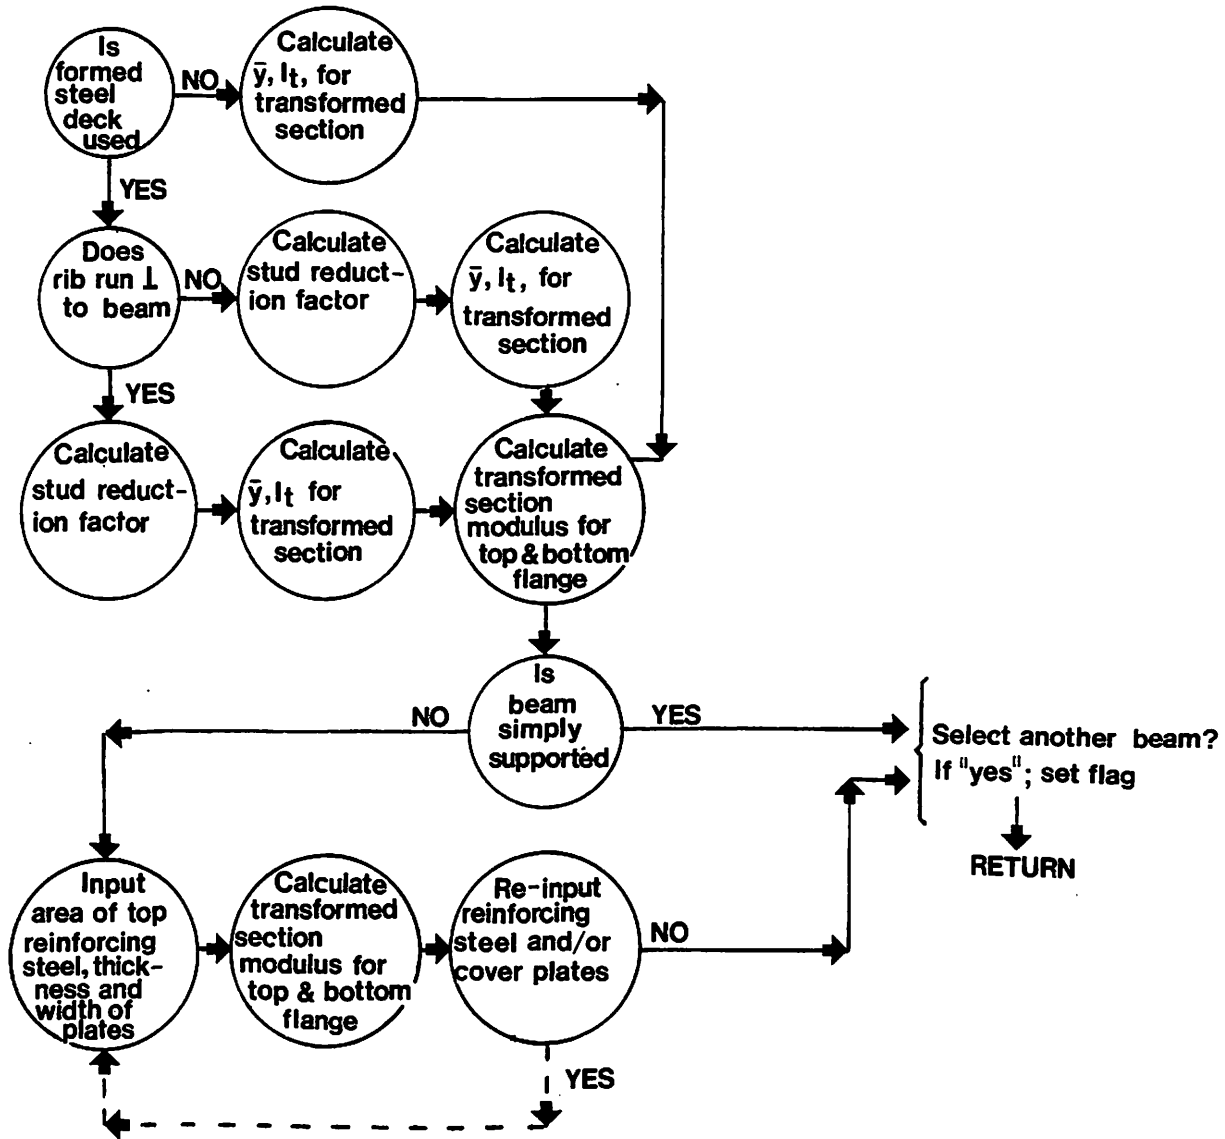 Is
formed
steel
deck
used
NO
Calculate
ȳ, It, for
transformed
section
YES
Does
rib run ⊥
to beam
NO
Calculate
stud reduct-
ion factor
Calculate
ȳ, It, for
transformed
section
YES
Calculate
stud reduct-
ion factor
Calculate
ȳ, It for
transformed
section
Calculate
transformed
section
modulus for
top & bottom
flange
Is
beam
simply
supported
NO
YES
Select another beam?
If "yes"; set flag
RETURN
Input
area of top
reinforcing
steel, thick-
ness and
width of
plates
Calculate
transformed
section
modulus for
top & bottom
flange
Re-input
reinforcing
steel and/or
cover plates
NO
YES